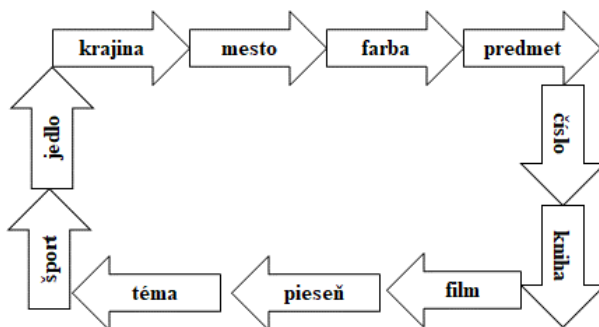 krajina
mesto
farba
predmet
číslo
kniha
film
pieseň
téma
šport
jedlo